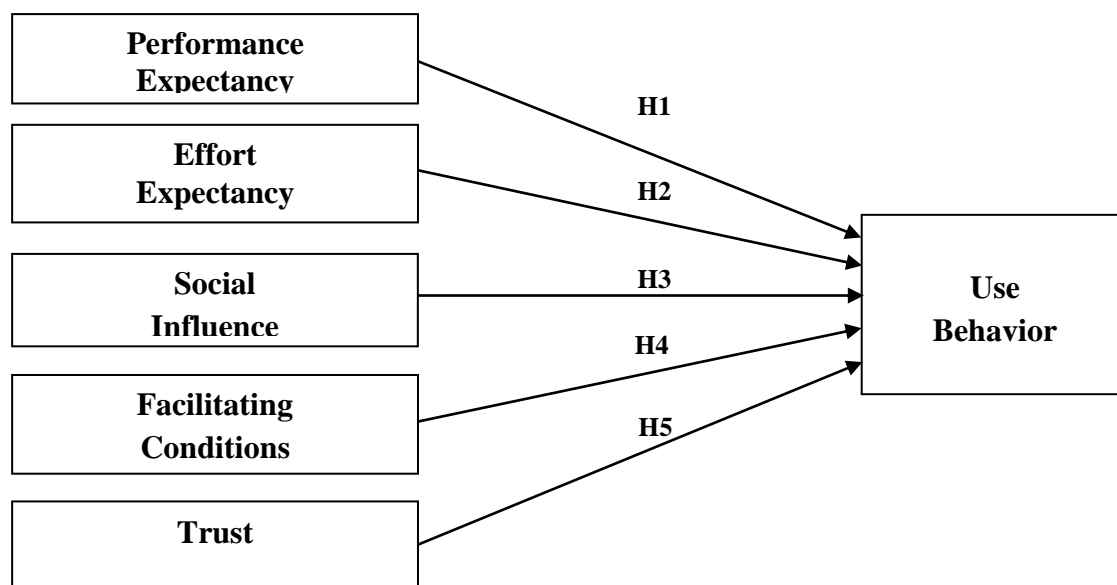 Performance
Expectancy
H1
Effort
Expectancy
H2
Social
Influence
H3
Use
Behavior
H4
Facilitating
Conditions
H5
Trust